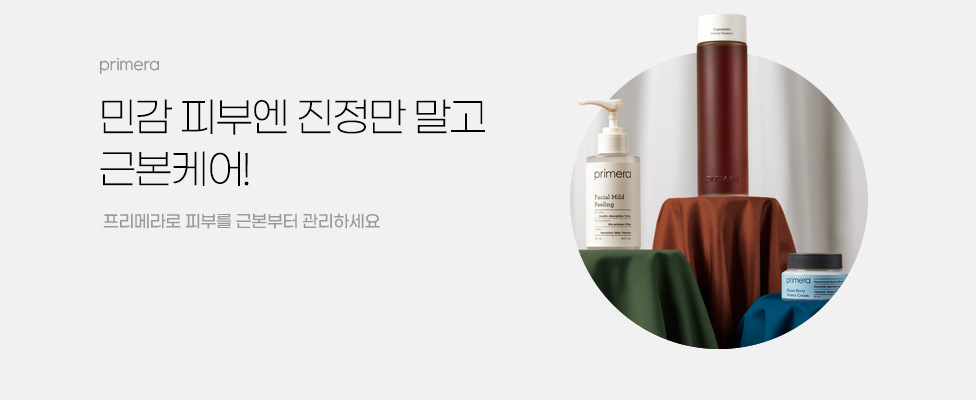 primera
민감 피부엔 진정만 말고
근본케어!
프리메라로 피부를 근본부터 관리하세요
primera
Facial Mild
Peeling
primera